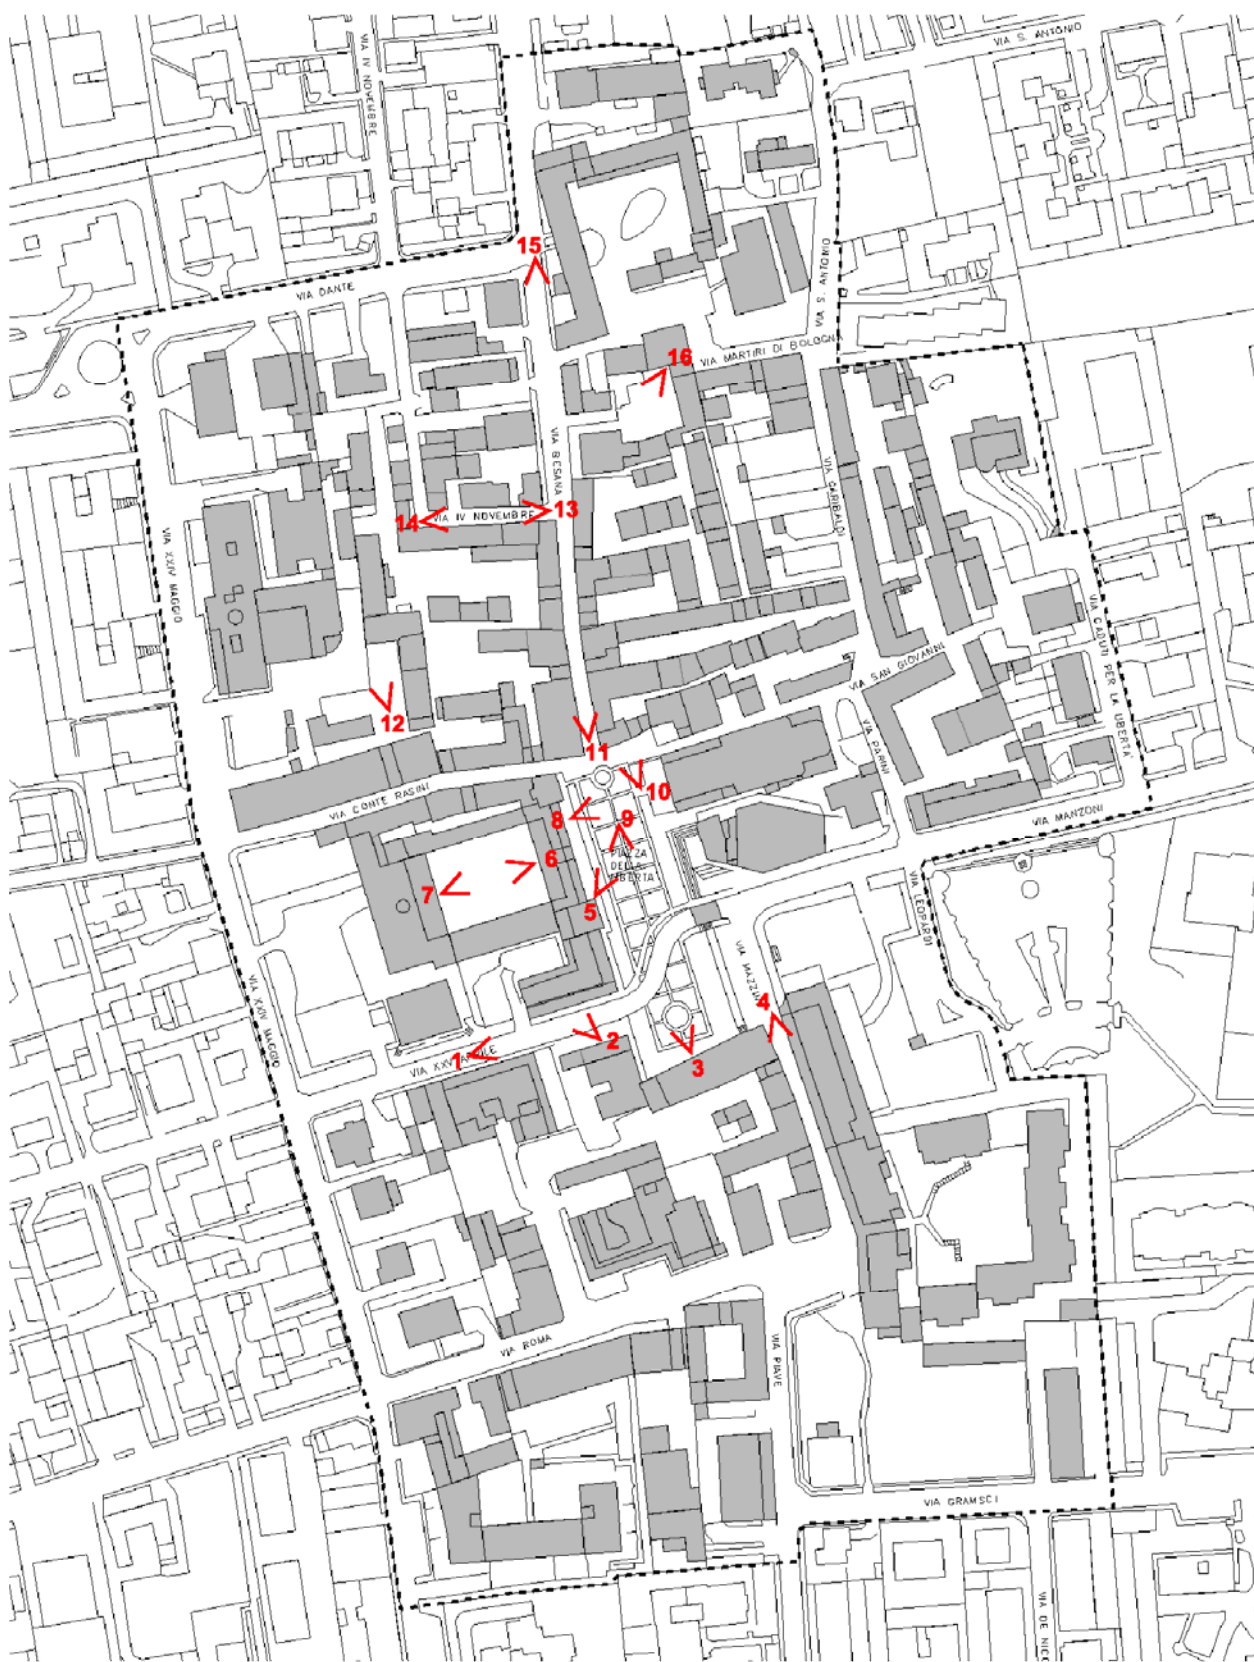 VIA S. ANTONIO
VIA IV NOVEMBRE
15
VIA DANTE
VIA S. ANTONIO
VIA MARTIRI DI BOLOGNA
16
VIA BESANA
VIA GARIBALDI
14
VIA IV NOVEMBRE
13
VIA XXIV MAGGIO
VIA CADUTI PER LA LIBERTA'
VIA SAN GIOVANNI
12
VIA PARINI
11
VIA CONTE RASINI
10
8
9
VIA MANZONI
PIAZZA
DELLA
LIBERTA
6
7
5
VIA LEOPARDI
VIA MAZZINI
4
VIA XXIV MAGGIO
2
1
VIA XXV APRILE
3
VIA ROMA
VIA PIAVE
VIA GRAMSCI